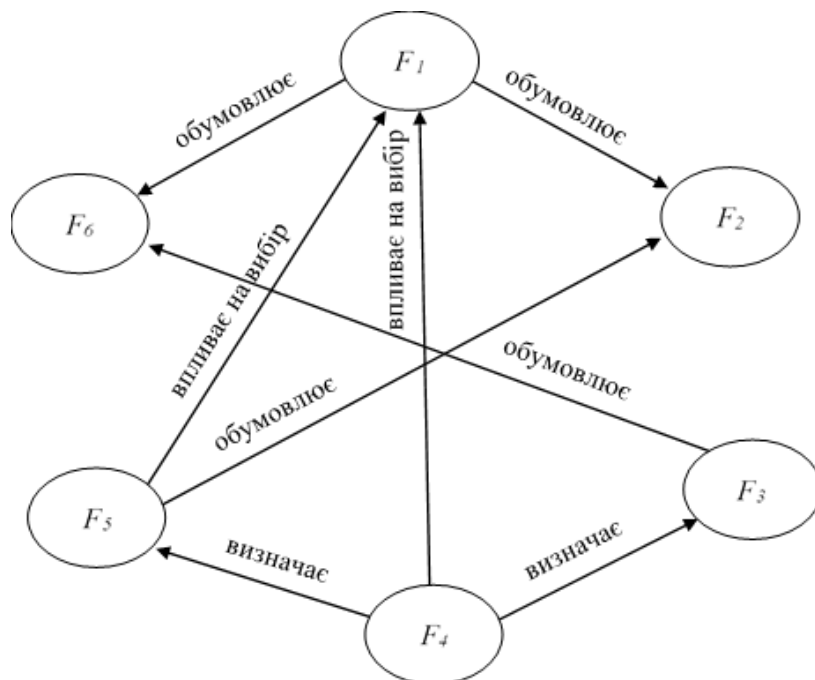 F1
обумовлює
обумовлює
F6
F2
впливає на вибір
впливає на вибір
обумовлює
обумовлює
F5
F3
визначає
визначає
F4